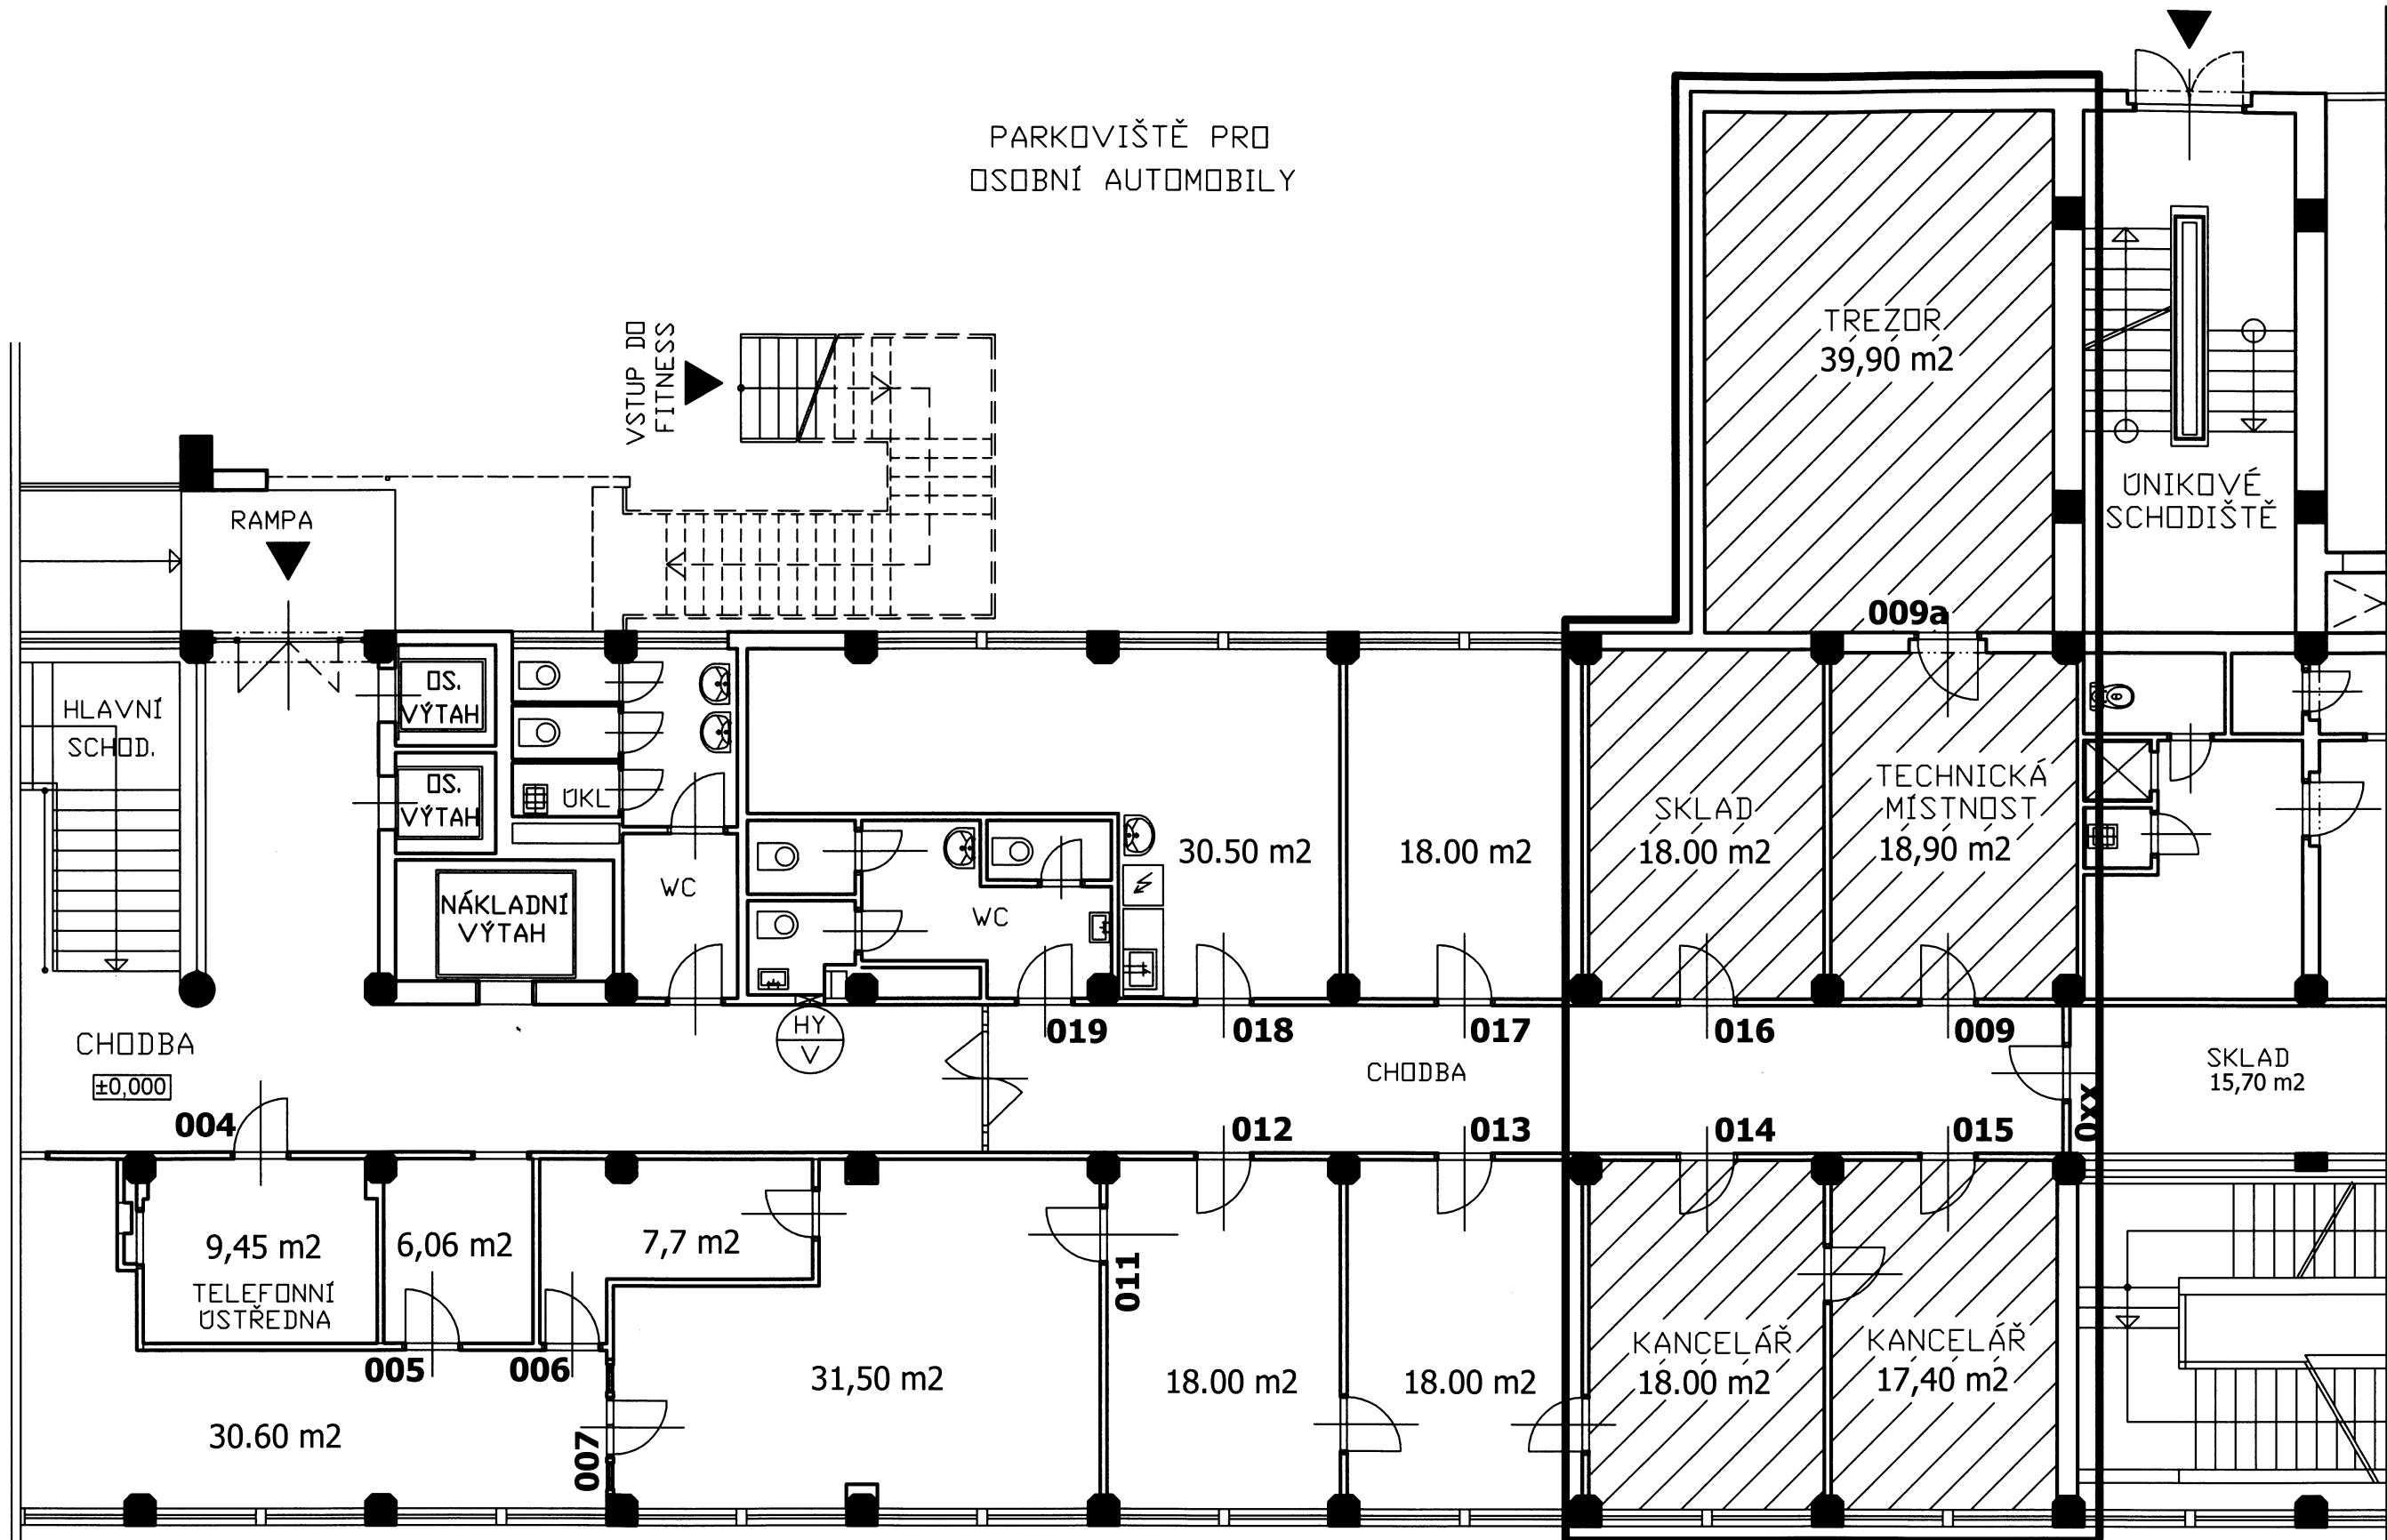 PARKOVIŠTĚ PRO
OSOBNÍ AUTOMOBILY
VSTUP DO
FITNESS
TREZOR
39,90 m2
ÚNIKOVÉ
SCHODIŠTĚ
RAMPA
009a
OS.
VÝTAH
HLAVNÍ
SCHOD.
OS.
VÝTAH
ÚKL
TECHNICKÁ
MÍSTNOST
18,90 m2
SKLAD
18.00 m2
30.50 m2
18.00 m2
WC
NÁKLADNÍ
VÝTAH
WC
HY
V
019
018
017
016
009
CHODBA
±0,000
CHODBA
SKLAD
15,70 m2
004
012
013
014
015
0xx
9,45 m2
TELEFONNÍ
ÚSTŘEDNA
6,06 m2
7,7 m2
011
005
006
31,50 m2
18.00 m2
18.00 m2
KANCELÁŘ
18.00 m2
KANCELÁŘ
17,40 m2
30.60 m2
007